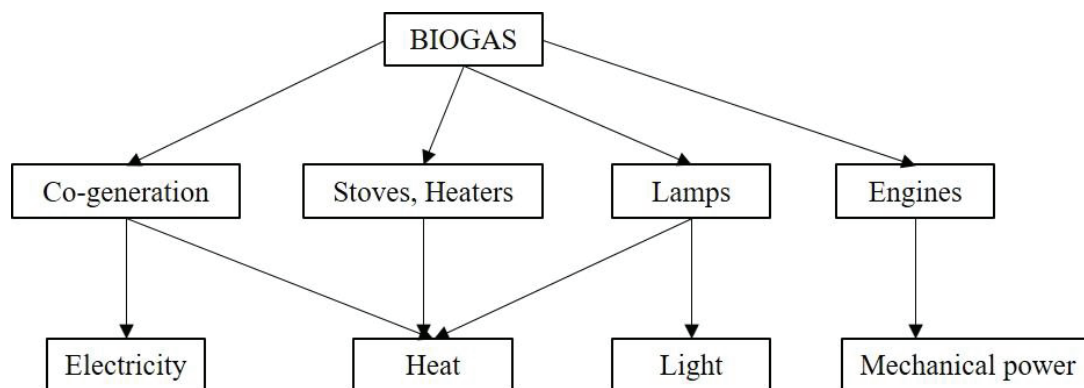 BIOGAS
Co-generation
Stoves, Heaters
Lamps
Engines
Electricity
Heat
Light
Mechanical power